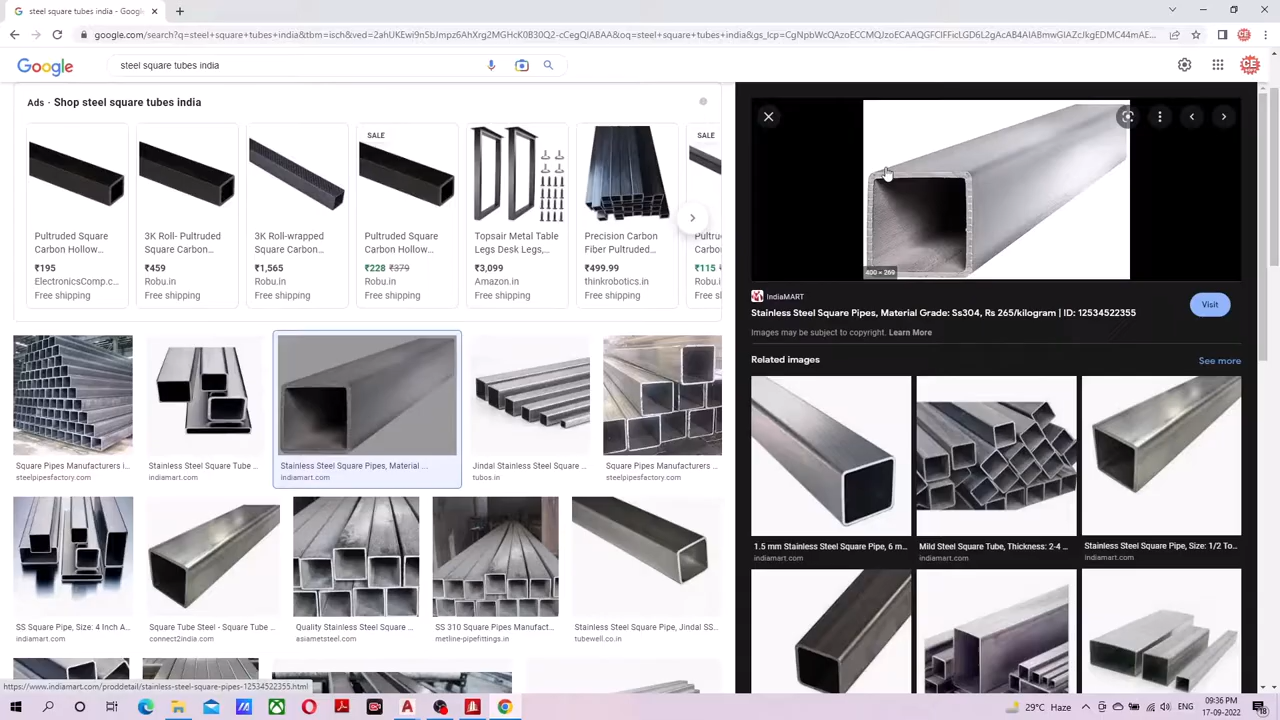 steel square tubes india
google.com/search?q=steel+square+tubes+india&tbm=isch&ved=2ahUKEwi9n5bJmpz6AhXrg2MGHcK0B30Q2-cCegQIABAA&oq=steel+square+tubes+india&gs_lcp=CgNpbWcQAzoECCMQJzoECAAQGFCIFFicLGD6L2gAcAB4AIABmwGIAZcJkgEDMC44mAE...
Google
steel square tubes india
CE
Ads · Shop steel square tubes india
SALE
SALE
Pultruded Square
Carbon Hollow...
₹195
ElectronicsComp.c...
Free shipping
3K Roll- Pultruded
Square Carbon...
₹459
Robu.in
Free shipping
3K Roll-wrapped
Square Carbon...
₹1,565
Robu.in
Free shipping
Pultruded Square
Carbon Hollow...
₹228 ₹379
Robu.in
Free shipping
Topsair Metal Table
Legs Desk Legs,...
₹3,099
Amazon.in
Free shipping
Precision Carbon
Fiber Pultruded...
₹499.99
thinkrobotics.in
Free shipping
Pultru
Carbo
₹115
Robu.i
Free s
Square Pipes Manufacturers i...
steelpipesfactory.com
Stainless Steel Square Tube ...
indiamart.com
Stainless Steel Square Pipes, Material ...
indiamart.com
Jindal Stainless Steel Square ...
tubos.in
Square Pipes Manufacturers ...
steelpipesfactory.com
SS Square Pipe, Size: 4 Inch A...
indiamart.com
Square Tube Steel - Square Tube ...
connect2india.com
Quality Stainless Steel Square ...
asiametsteel.com
SS 310 Square Pipes Manufact...
metline-pipefittings.in
Stainless Steel Pipe, Jindal SS...
tubewell.co.in
400 × 269
IndiaMART
Visit
Stainless Steel Square Pipes, Material Grade: Ss304, Rs 265/kilogram | ID: 12534522355
Images may be subject to copyright. Learn More
Related images
See more
1.5 mm Stainless Steel Square Pipe, 6 m...
indiamart.com
Mild Steel Square Tube, Thickness: 2-4 ...
indiamart.com
Stainless Steel Square Pipe, Size: 1/2 To...
indiamart.com
https://www.indiamart.com/proddetail/stainless-steel-square-pipes-12534522355.html
29°C Haze
ENG
09:36 PM
17-09-2022
18